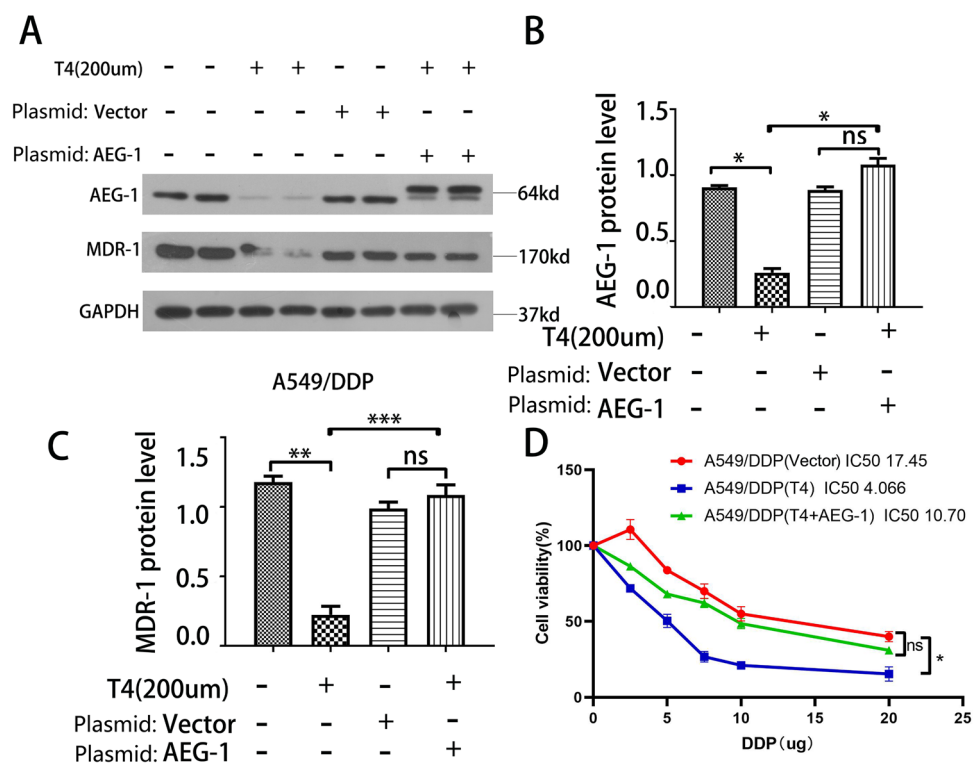 A
T4(200um) - - + + - - + +
Plasmid: Vector - - - - + + - -
Plasmid: AEG-1 - - - - - - + +
AEG-1 64kd
MDR-1 170kd
GAPDH 37kd
A549/DDP
B
AEG-1 protein level
1.5
1.0
0.5
0.0
*
*
ns
T4(200um) - + - +
Plasmid: Vector - - + -
Plasmid: AEG-1 - - - +
C
MDR-1 protein level
1.5
1.0
0.5
0.0
**
***
ns
T4(200um) - + - +
Plasmid: Vector - - + -
Plasmid: AEG-1 - - - +
D
A549/DDP(Vector) IC50 17.45
A549/DDP(T4) IC50 4.066
A549/DDP(T4+AEG-1) IC50 10.70
Cell viability(%)
150
100
50
0
ns
*
0 5 10 15 20 25
DDP(ug)